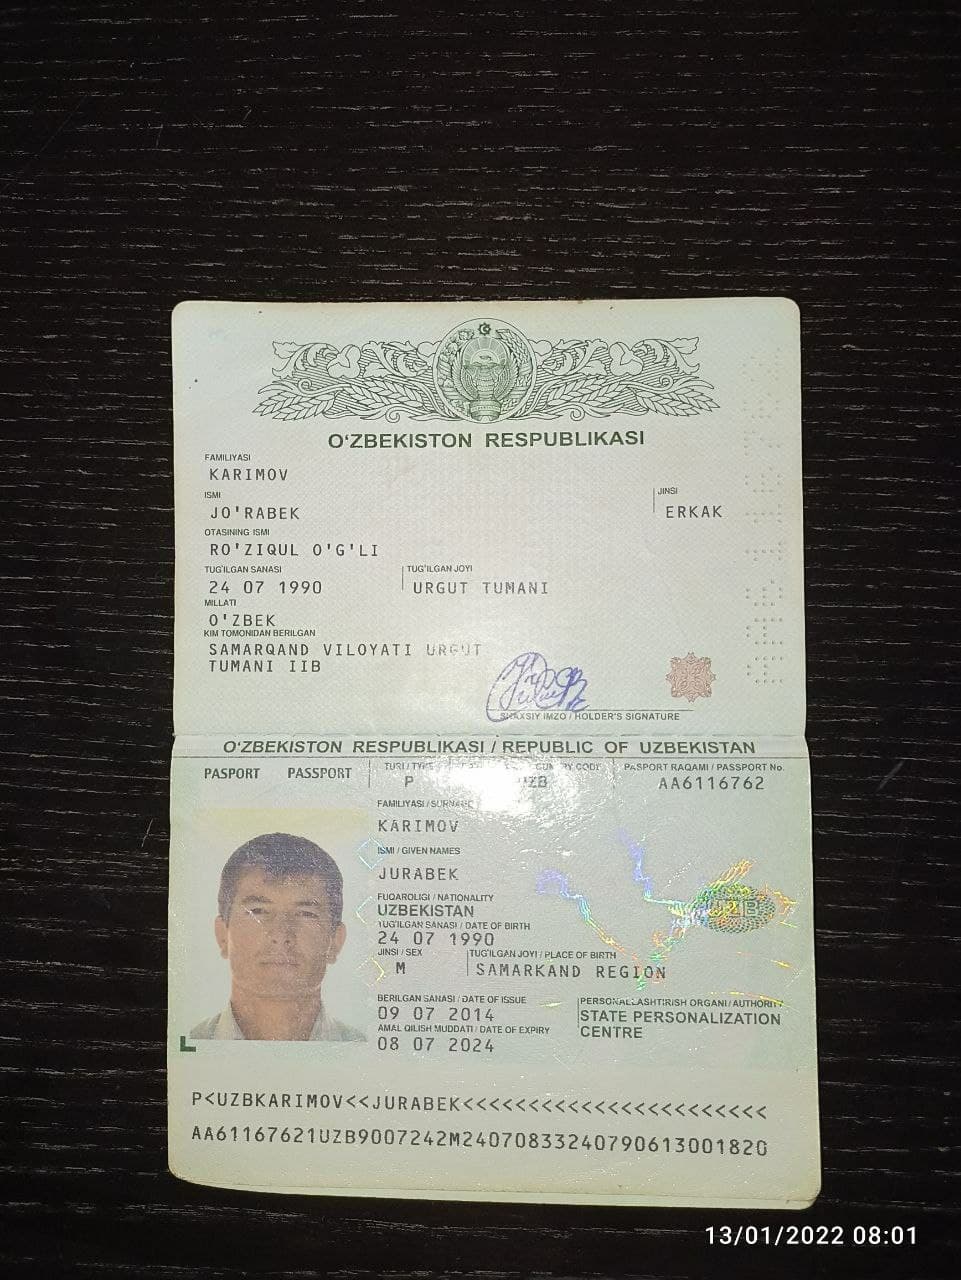 O'ZBEKISTON RESPUBLIKASI
FAMILIYASI
KARIMOV
ISMI
JO'RABEK
JINSI
ERKAK
OTASINING ISMI
RO'ZIQUL O'G'LI
TUG'ILGAN SANASI
24 07 1990
TUG'ILGAN JOYI
URGUT TUMANI
MILLATI
O'ZBEK
KIM TOMONIDAN BERILGAN
SAMARQAND VILOYATI URGUT
TUMANI IIB
SHAXSIY IMZO / HOLDER'S SIGNATURE
O'ZBEKISTON RESPUBLIKASI / REPUBLIC OF UZBEKISTAN
PASPORT PASSPORT
TURI / TYPE
P
CODE
UZB
PASPORT RAQAMI / PASSPORT No.
AA6116762
FAMILIYASI / SURNAME
KARIMOV
ISMI / GIVEN NAMES
JURABEK
FUQAROLIGI / NATIONALITY
UZBEKISTAN
TUG'ILGAN SANASI / DATE OF BIRTH
24 07 1990
JINSI / SEX
M
TUG'ILGAN JOYI / PLACE OF BIRTH
SAMARKAND REGION
BERILGAN SANASI / DATE OF ISSUE
09 07 2014
PERSONALLASHTIRISH ORGANI / AUTHORITY
STATE PERSONALIZATION
CENTRE
AMAL QILISH MUDDATI / DATE OF EXPIRY
08 07 2024
UZB
P<UZBKARIMOV<<JURABEK<<<<<<<<<<<<<<<<<<<<<<<
AA61167621UZB9007242M24070833240790613001820
13/01/2022 08:01